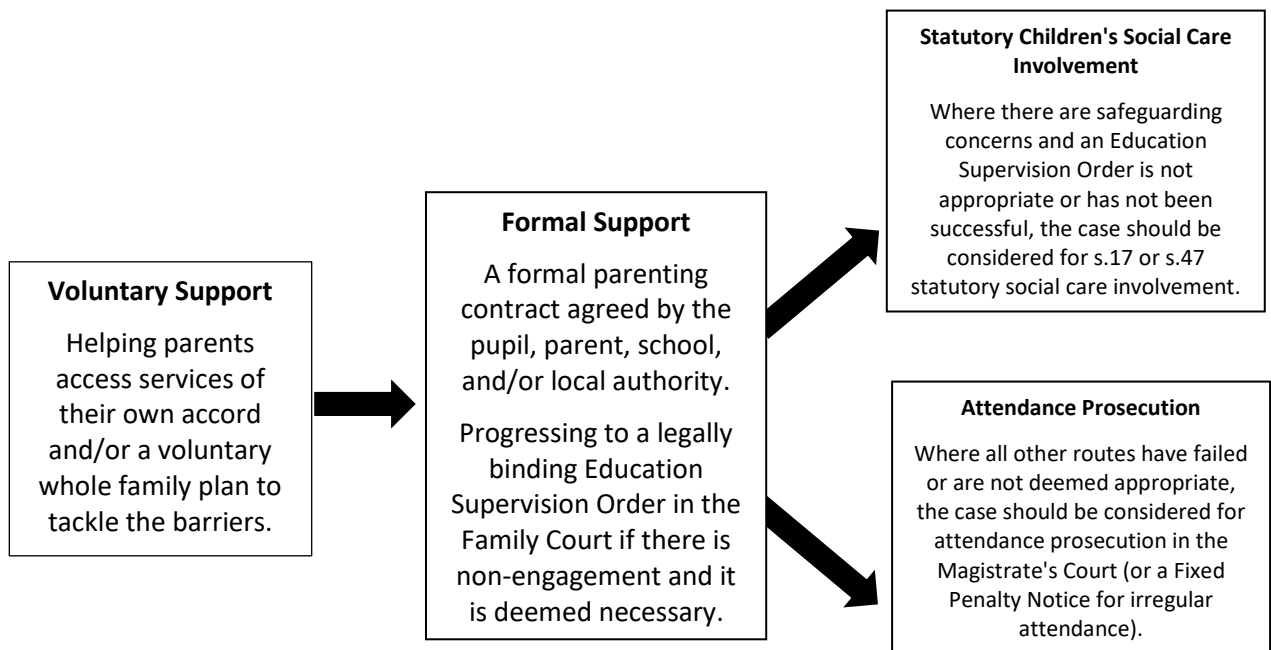 Voluntary Support
Helping parents
access services of
their own accord
and/or a voluntary
whole family plan to
tackle the barriers.
Formal Support
A formal parenting
contract agreed by the
pupil, parent, school,
and/or local authority.
Progressing to a legally
binding Education
Supervision Order in the
Family Court if there is
non-engagement and it
is deemed necessary.
Statutory Children's Social Care
Involvement
Where there are safeguarding
concerns and an Education
Supervision Order is not
appropriate or has not been
successful, the case should be
considered for s.17 or s.47
statutory social care involvement.
Attendance Prosecution
Where all other routes have failed
or are not deemed appropriate,
the case should be considered for
attendance prosecution in the
Magistrate's Court (or a Fixed
Penalty Notice for irregular
attendance).